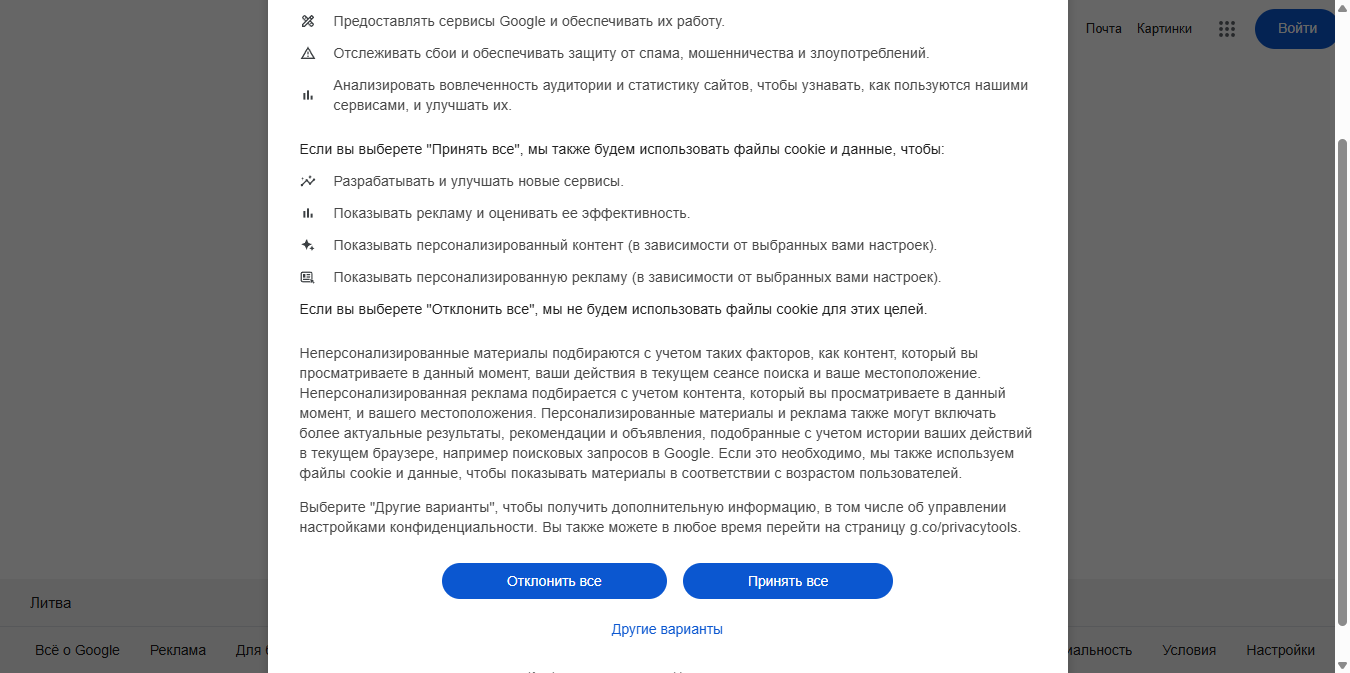 Предоставлять сервисы Google и обеспечивать их работу.
Почта
Картинки
Войти
Отслеживать сбои и обеспечивать защиту от спама, мошенничества и злоупотреблений.
Анализировать вовлеченность аудитории и статистику сайтов, чтобы узнавать, как пользуются нашими
сервисами, и улучшать их.
Если вы выберете "Принять все", мы также будем использовать файлы cookie и данные, чтобы:
Разрабатывать и улучшать новые сервисы.
Показывать рекламу и оценивать ее эффективность.
Показывать персонализированный контент (в зависимости от выбранных вами настроек).
Показывать персонализированную рекламу (в зависимости от выбранных вами настроек).
Если вы выберете "Отклонить все", мы не будем использовать файлы cookie для этих целей.
Неперсонализированные материалы подбираются с учетом таких факторов, как контент, который вы
просматриваете в данный момент, ваши действия в текущем сеансе поиска и ваше местоположение.
Неперсонализированная реклама подбирается с учетом контента, который вы просматриваете в данный
момент, и вашего местоположения. Персонализированные материалы и реклама также могут включать
более актуальные результаты, рекомендации и объявления, подобранные с учетом истории ваших действий
в текущем браузере, например поисковых запросов в Google. Если это необходимо, мы также используем
файлы cookie и данные, чтобы показывать материалы в соответствии с возрастом пользователей.
Выберите "Другие варианты", чтобы получить дополнительную информацию, в том числе об управлении
настройками конфиденциальности. Вы также можете в любое время перейти на страницу g.co/privacytools.
Отклонить все
Принять все
Другие варианты
Литва
Всё о Google
Реклама
Для
иальность
Условия
Настройки